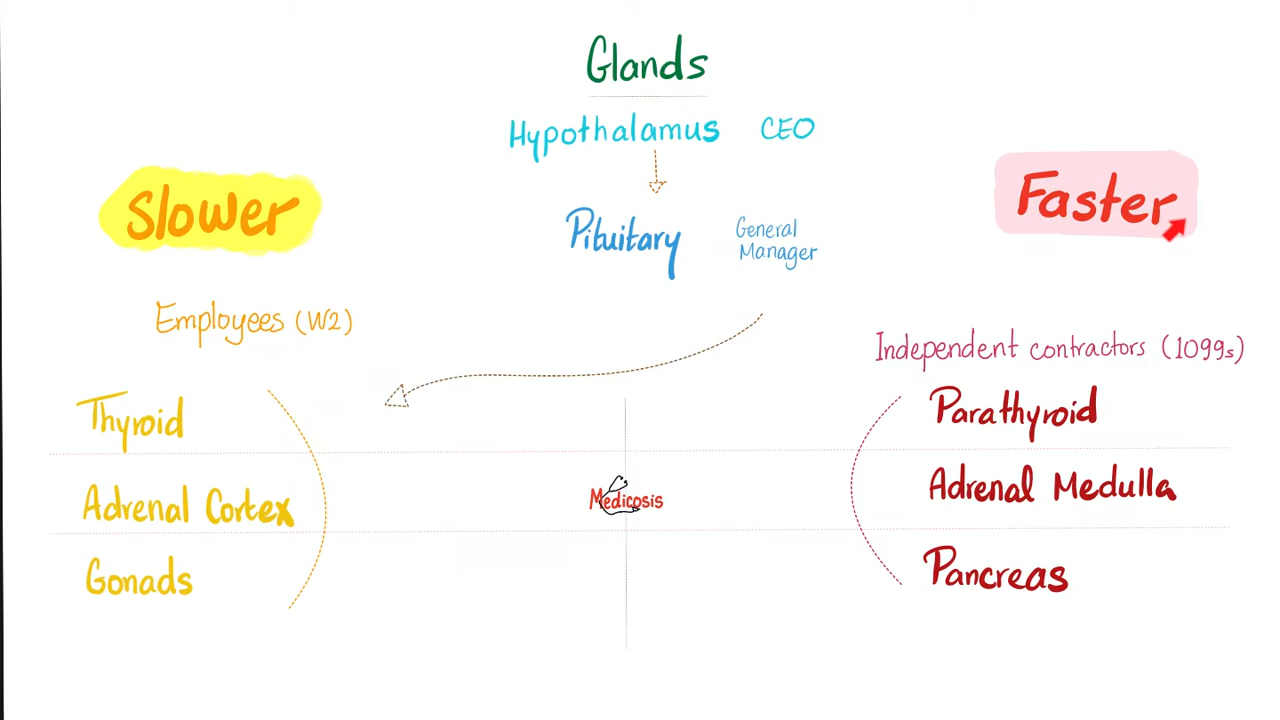 Glands
Hypothalamus CEO
Slower
Faster
Pituitary General Manager
Employees (W2)
Independent contractors (1099s)
Thyroid
Parathyroid
Adrenal Cortex
Medicosis
Adrenal Medulla
Gonads
Pancreas